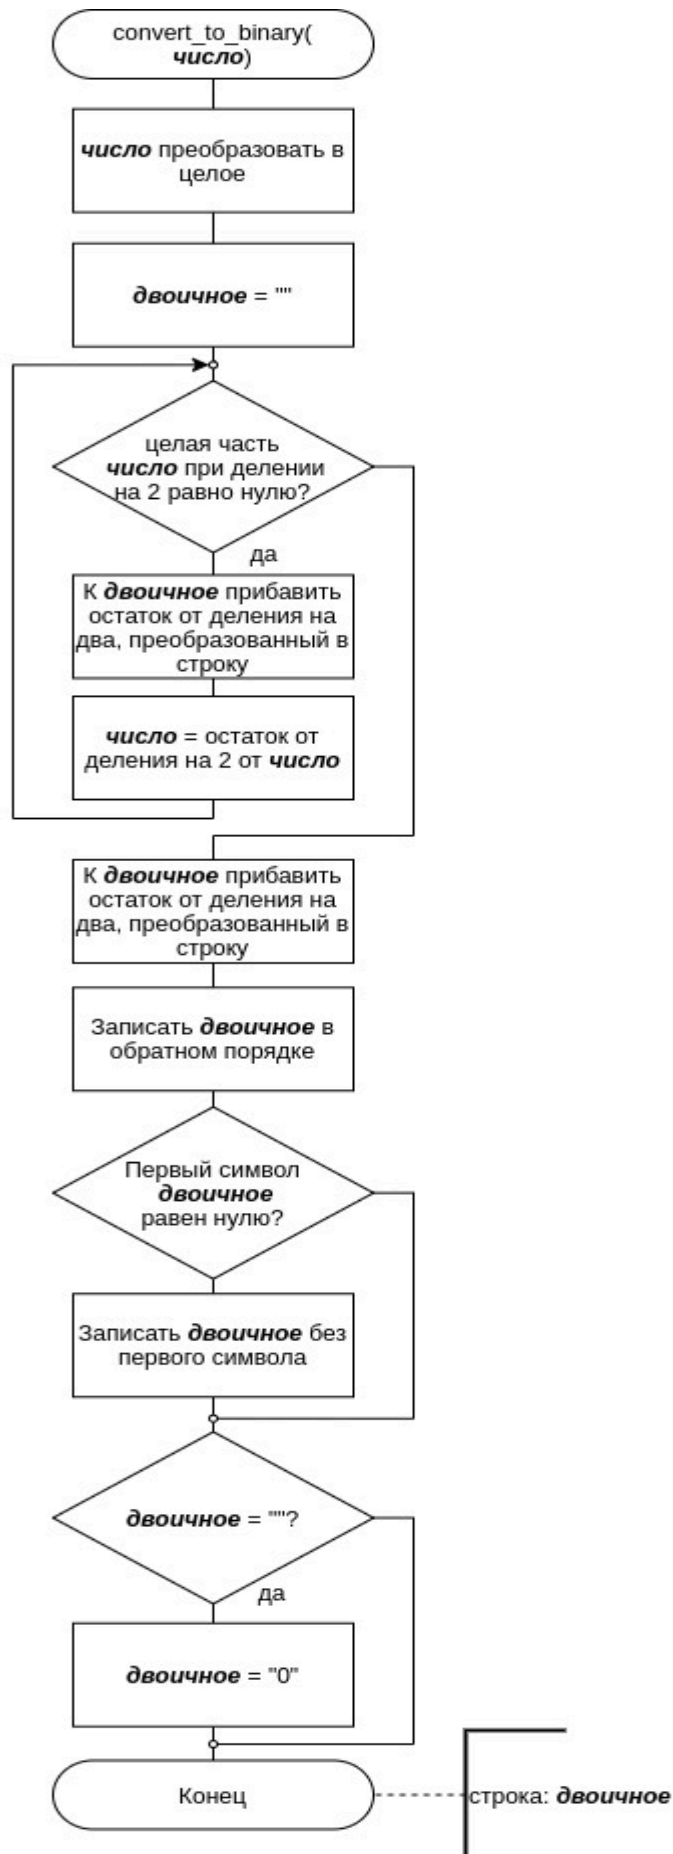 convert_to_binary(
число)
число преобразовать в
целое
двоичное = ""
целая часть
число при делении
на 2 равно нулю?
да
К двоичное прибавить
остаток от деления на
два, преобразованный в
строку
число = остаток от
деления на 2 от число
К двоичное прибавить
остаток от деления на
два, преобразованный в
строку
Записать двоичное в
обратном порядке
Первый символ
двоичное
равен нулю?
Записать двоичное без
первого символа
двоичное = ""?
да
двоичное = "0"
Конец
строка: двоичное